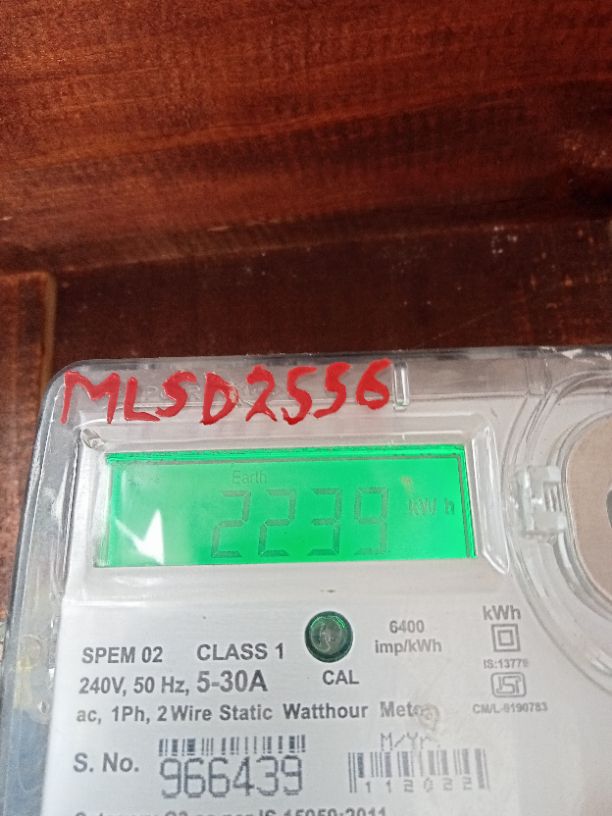 MLSD2556
Earth
2239 kWh
SPEM 02 CLASS 1
6400
imp/kWh
kWh
IS:13779
240V, 50 Hz, 5-30A
CAL
CM/L-8190783
ac, 1Ph, 2 Wire Static Watthour Meter
M/Yr.
S. No. 966439
112022